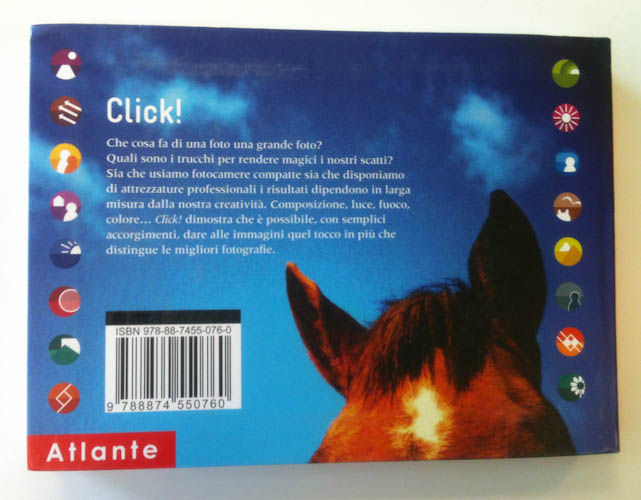 Click!
Che cosa fa di una foto una grande foto?
Quali sono i trucchi per rendere magici i nostri scatti?
Sia che usiamo fotocamere compatte sia che disponiamo
di attrezzature professionali i risultati dipendono in larga
misura dalla nostra creatività. Composizione, luce, fuoco,
colore... Click! dimostra che è possibile, con semplici
accorgimenti, dare alle immagini quel tocco in più che
distingue le migliori fotografie.
ISBN 978-88-7455-076-0
9 788874 550760
Atlante